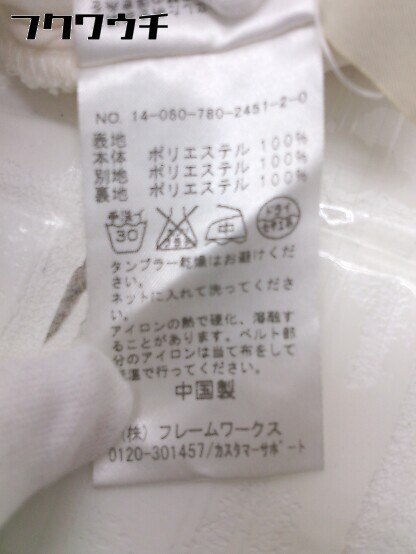 フクワウチ
NO. 14-050-780-2451-2-0
表地
本体 ポリエステル 100%
別地 ポリエステル 100%
裏地 ポリエステル 100%
手洗イ
30
中
ドライ
セキユ系
タンブラー乾燥はお避けくだ
さい。
ネットに入れて洗ってくださ
い。
アイロンの熱で硬化、溶融す
ることがあります。ベルト部
分のアイロンは当て布をして
温で行ってください。
中国製
(株) フレームワークス
0120-301457/カスタマーサポート